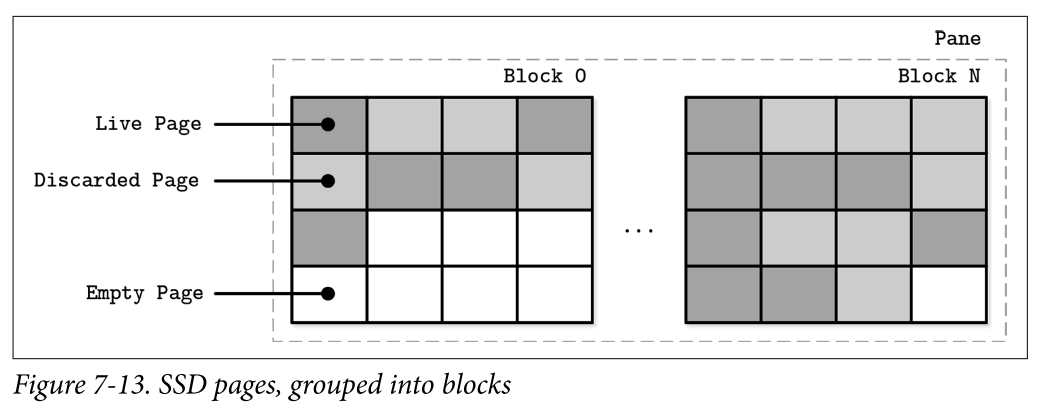 Pane
Block 0
Block N
Live Page
Discarded Page
...
Empty Page
Figure 7-13. SSD pages, grouped into blocks